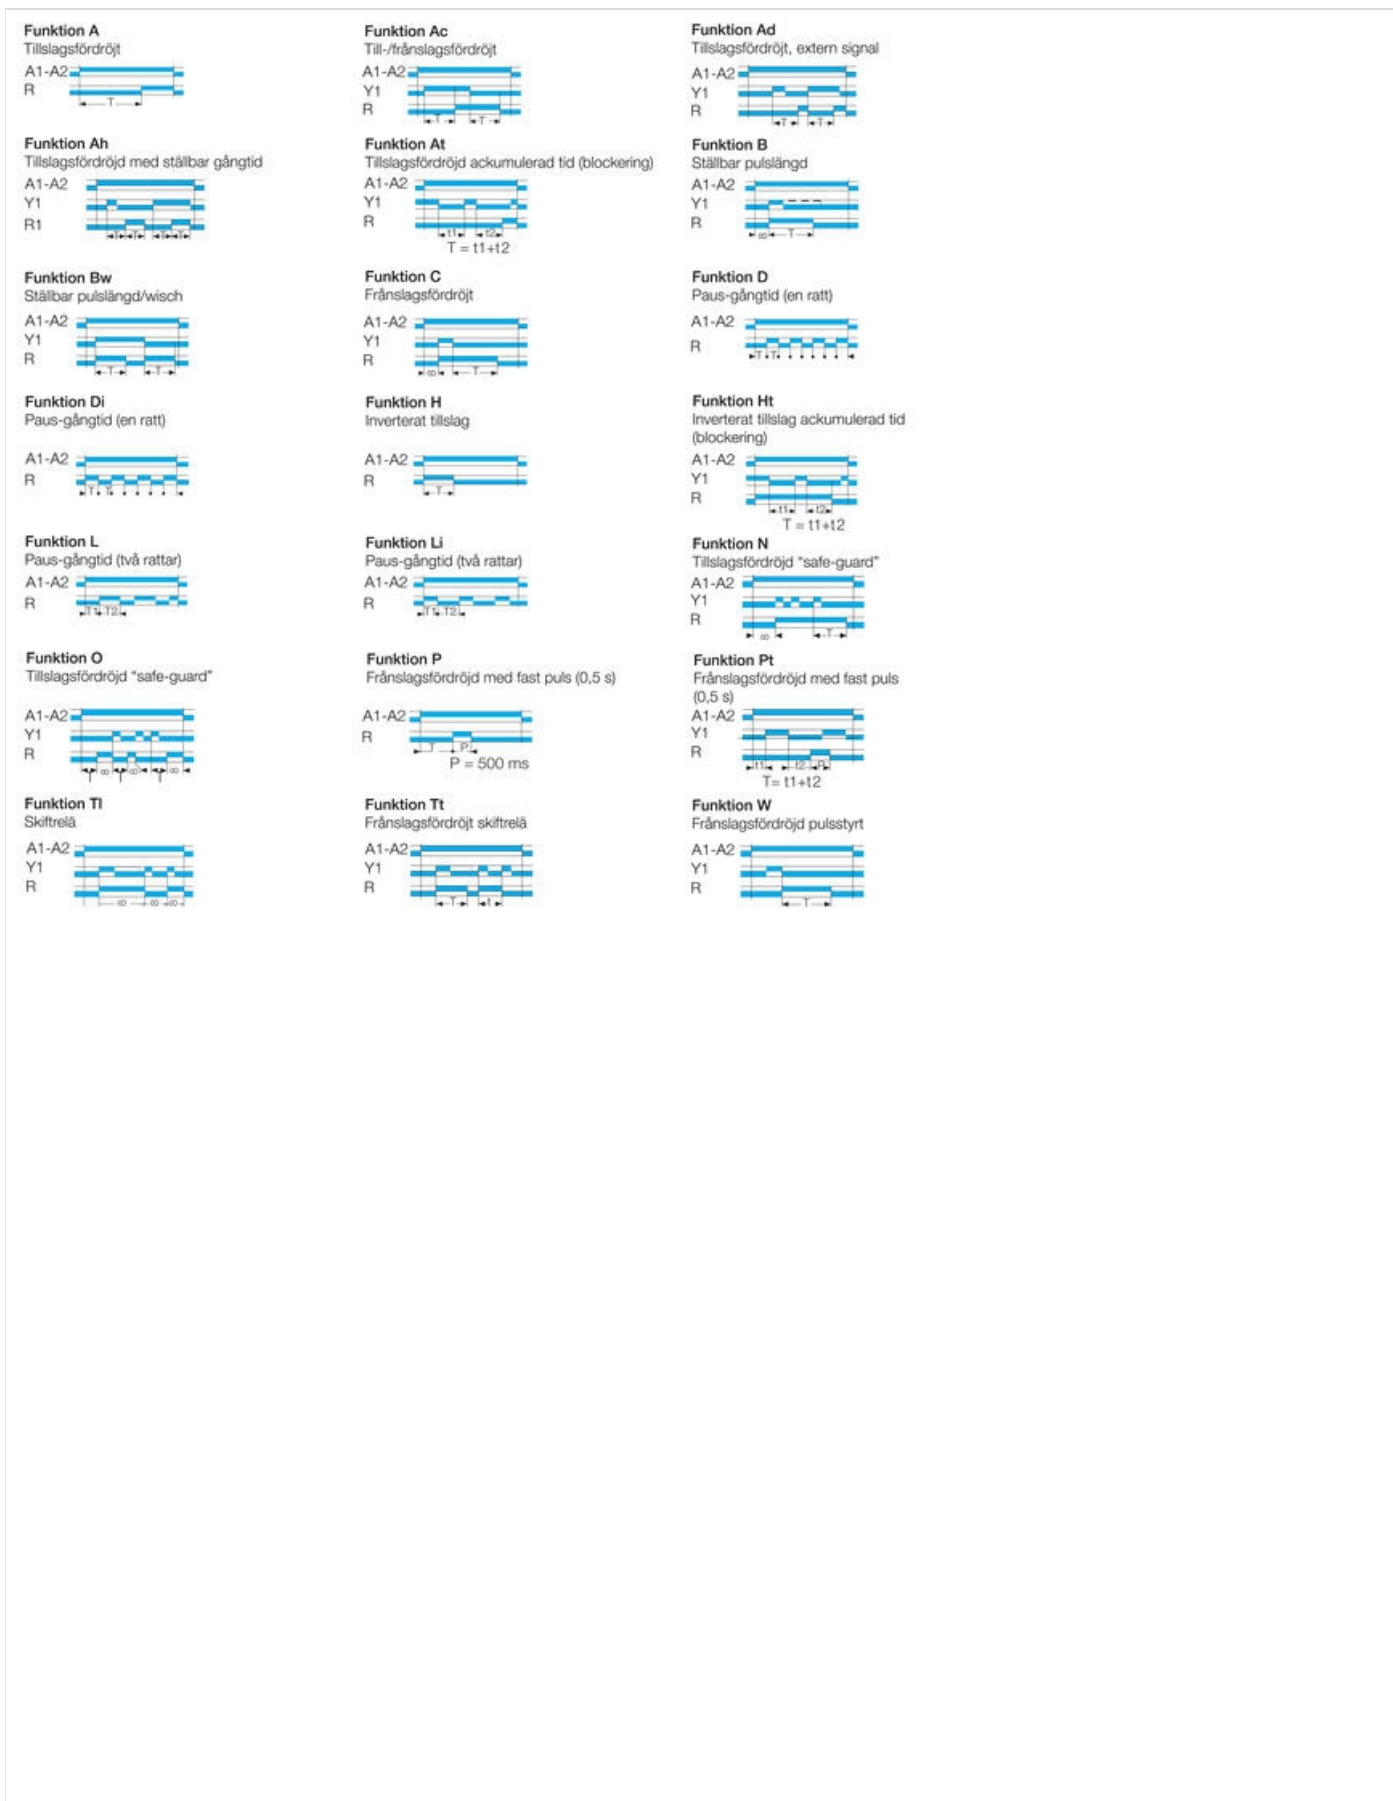 Funktion A
Tillslagsfördröjt
A1-A2
R
T
Funktion Ac
Till-/frånslagsfördröjt
A1-A2
Y1
R
T T
Funktion Ad
Tillslagsfördröjt, extern signal
A1-A2
Y1
R
T T
Funktion Ah
Tillslagsfördröjd med ställbar gångtid
A1-A2
Y1
R1
T T T T
Funktion At
Tillslagsfördröjd ackumulerad tid (blockering)
A1-A2
Y1
R
t1 t2
T = t1+t2
Funktion B
Ställbar pulslängd
A1-A2
Y1
R
∞ T
Funktion Bw
Ställbar pulslängd/wisch
A1-A2
Y1
R
T T
Funktion C
Frånslagsfördröjt
A1-A2
Y1
R
∞ T
Funktion D
Paus-gångtid (en ratt)
A1-A2
R
T T
Funktion Di
Paus-gångtid (en ratt)
A1-A2
R
T T
Funktion H
Inverterat tillslag
A1-A2
R
T
Funktion Ht
Inverterat tillslag ackumulerad tid
(blockering)
A1-A2
Y1
R
t1 t2
T = t1+t2
Funktion L
Paus-gångtid (två rattar)
A1-A2
R
T1 T2
Funktion Li
Paus-gångtid (två rattar)
A1-A2
R
T1 T2
Funktion N
Tillslagsfördröjd "safe-guard"
A1-A2
Y1
R
∞ T
Funktion O
Tillslagsfördröjd "safe-guard"
A1-A2
Y1
R
∞ ∞ ∞
Funktion P
Frånslagsfördröjd med fast puls (0,5 s)
A1-A2
R
T P
P = 500 ms
Funktion Pt
Frånslagsfördröjd med fast puls
(0,5 s)
A1-A2
Y1
R
t1 t2 P
T= t1+t2
Funktion Tl
Skiftrelä
A1-A2
Y1
R
∞ ∞ ∞
Funktion Tt
Frånslagsfördröjt skiftrelä
A1-A2
Y1
R
T t
Funktion W
Frånslagsfördröjd pulsstyrt
A1-A2
Y1
R
T